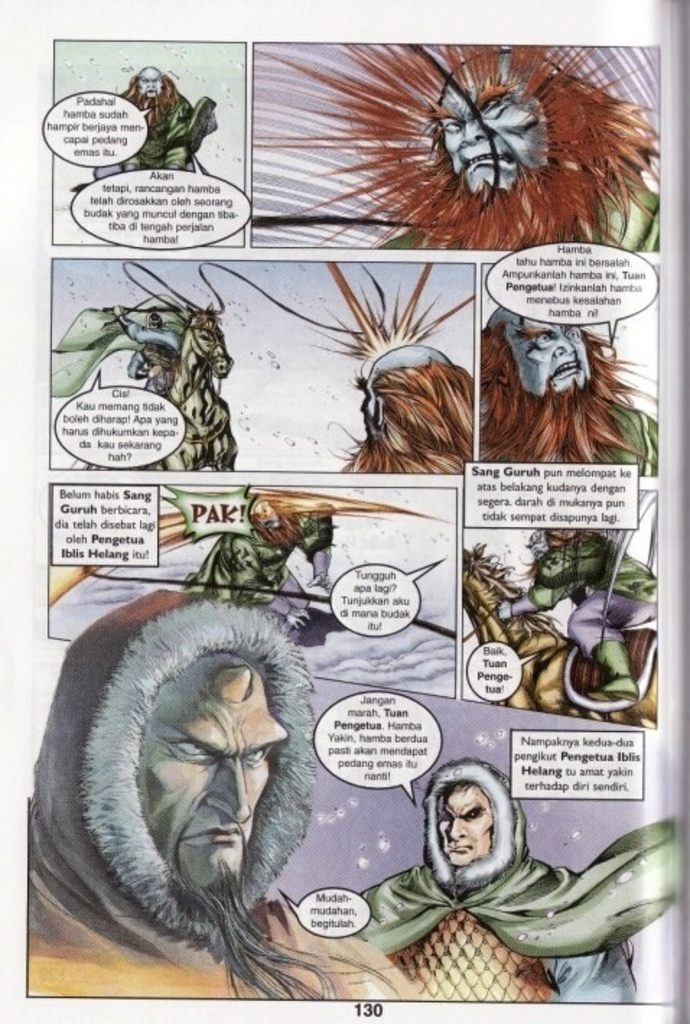 Padahal
hamba sudah
hampir berjaya men-
capai pedang
emas itu.
Akan
tetapi, rancangan hamba
telah dirosakkan oleh seorang
budak yang muncul dengan tiba-
tiba di tengah perjalan
hamba!
Cis!
Kau memang tidak
boleh diharap! Apa yang
harus dihukumkan kepa-
da kau sekarang
hah?
Hamba
tahu hamba ini bersalah.
Ampunkanlah hamba ini, Tuan
Pengetua! Izinkanlah hamba
menebus kesalahan
hamba ni!
Belum habis Sang
Guruh berbicara,
dia telah disebat lagi
oleh Pengetua
Iblis Helang itu!
PAK!
Tungguh
apa lagi?
Tunjukkan aku
di mana budak
itu!
Sang Guruh pun melompat ke
atas belakang kudanya dengan
segera. darah di mukanya pun
tidak sempat disapunya lagi.
Baik,
Tuan
Penge-
tua!
Jangan
marah, Tuan
Pengetua. Hamba
Yakin, hamba berdua
pasti akan mendapat
pedang emas itu
nanti!
Nampaknya kedua-dua
pengikut Pengetua Iblis
Helang tu amat yakin
terhadap diri sendiri.
Mudah-
mudahan,
begitulah.
130